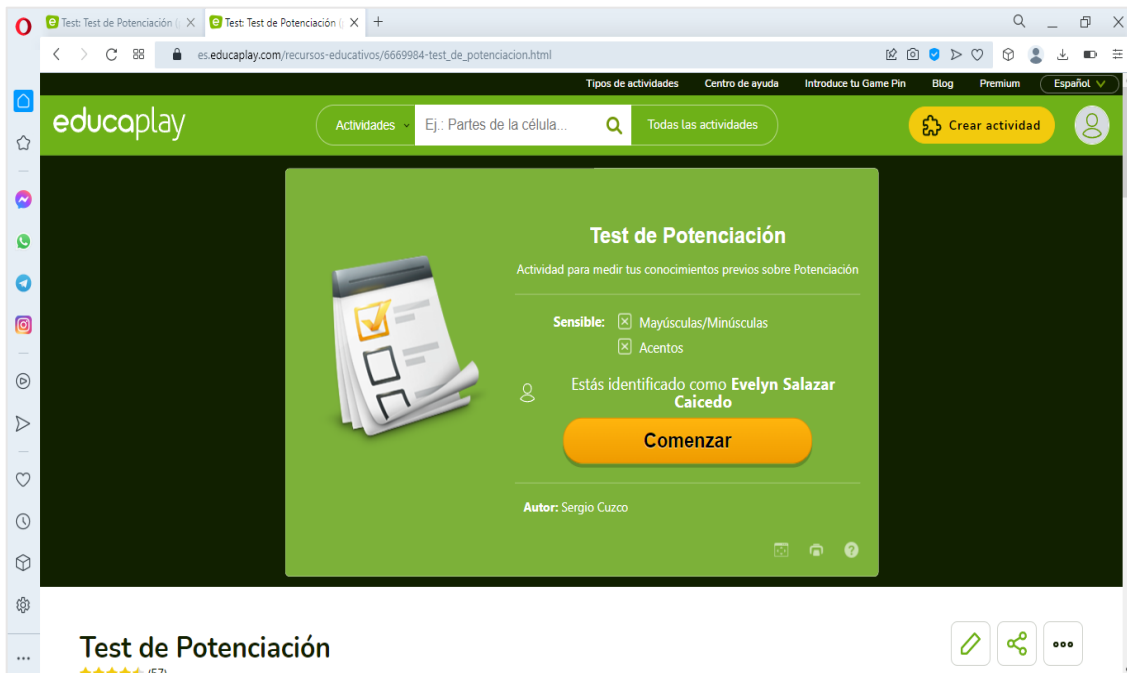 Test: Test de Potenciación (
Test: Test de Potenciación (
es.educaplay.com/recursos-educativos/6669984-test_de_potenciacion.html
Tipos de actividades Centro de ayuda Introduce tu Game Pin Blog Premium Español
educaplay
Actividades
Ej.: Partes de la célula...
Todas las actividades
Crear actividad
Test de Potenciación
Actividad para medir tus conocimientos previos sobre Potenciación
Sensible: Mayúsculas/Minúsculas
Acentos
Estás identificado como Evelyn Salazar
Caicedo
Comenzar
Autor: Sergio Cuzco
Test de Potenciación
(57)